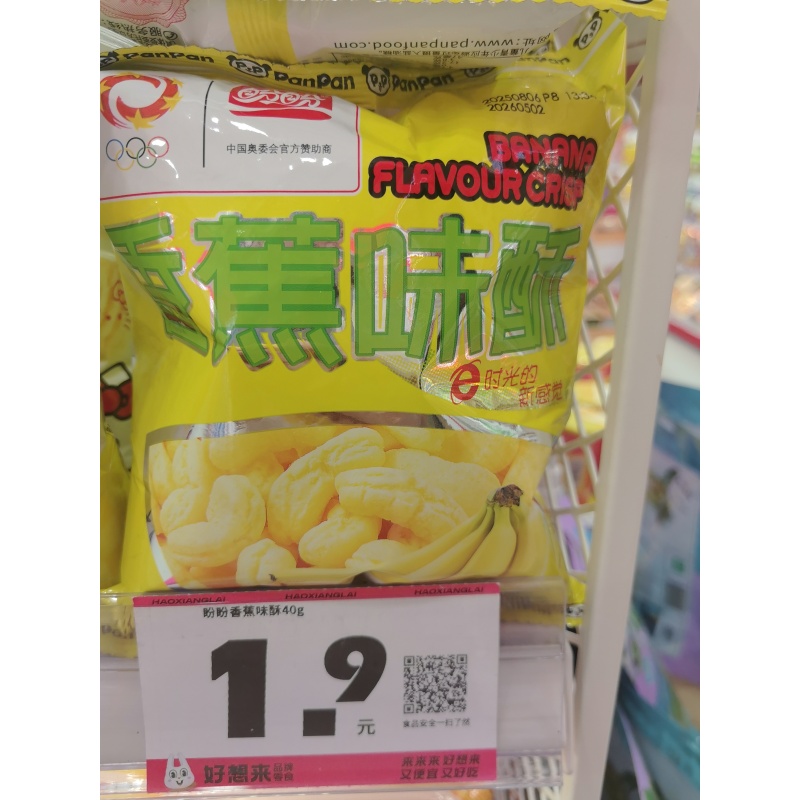 www.panpanfood.com
PanPan
PanPan
PanPan
20250806PB 13:3
20260502
盼盼
中国奥委会官方赞助商
BANANA
FLAVOUR CRISP
香蕉味酥
e时光的
新感觉
HAOXIANGLAI HAOXIANGLAI HAOXIANGLAI
盼盼香蕉味酥40g
1.9元
食品安全一扫了然
好想来 品牌零食
来来来 好想来
又便宜 又好吃